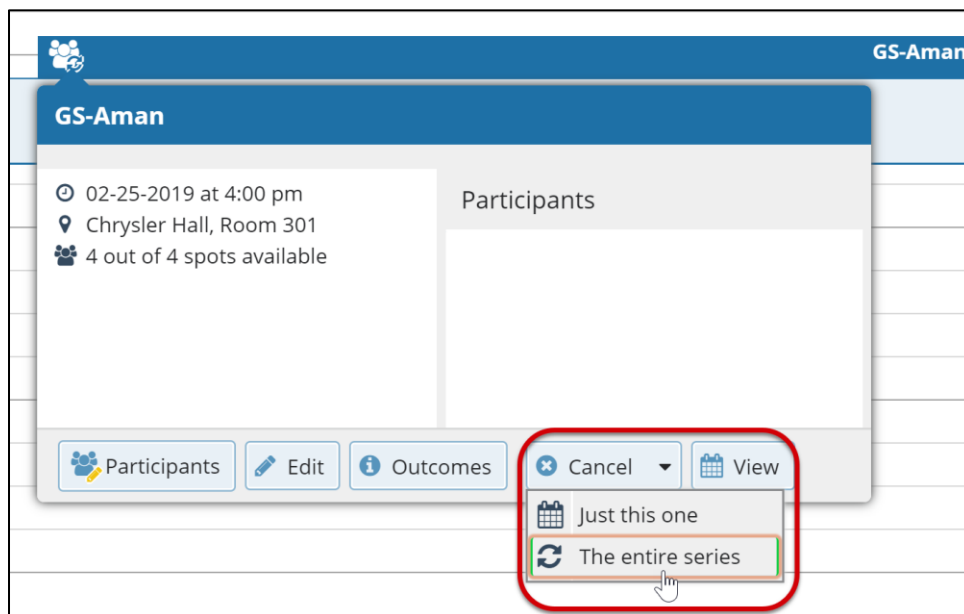 GS-Aman
GS-Aman
02-25-2019 at 4:00 pm
Chrysler Hall, Room 301
4 out of 4 spots available
Participants
Participants
Edit
Outcomes
Cancel
View
Just this one
The entire series